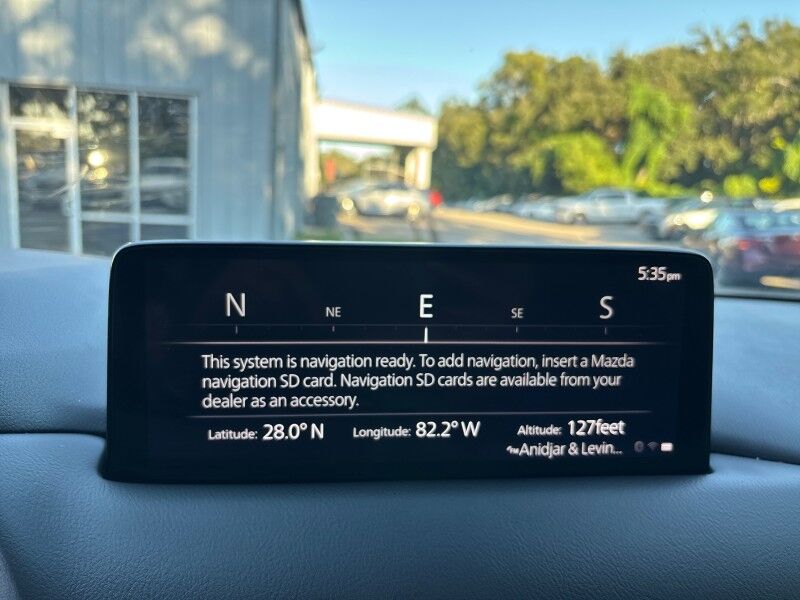 5:35pm
N NE E SE S
This system is navigation ready. To add navigation, insert a Mazda
navigation SD card. Navigation SD cards are available from your
dealer as an accessory.
Latitude: 28.0° N Longitude: 82.2° W Altitude: 127feet
Anidjar & Levin...